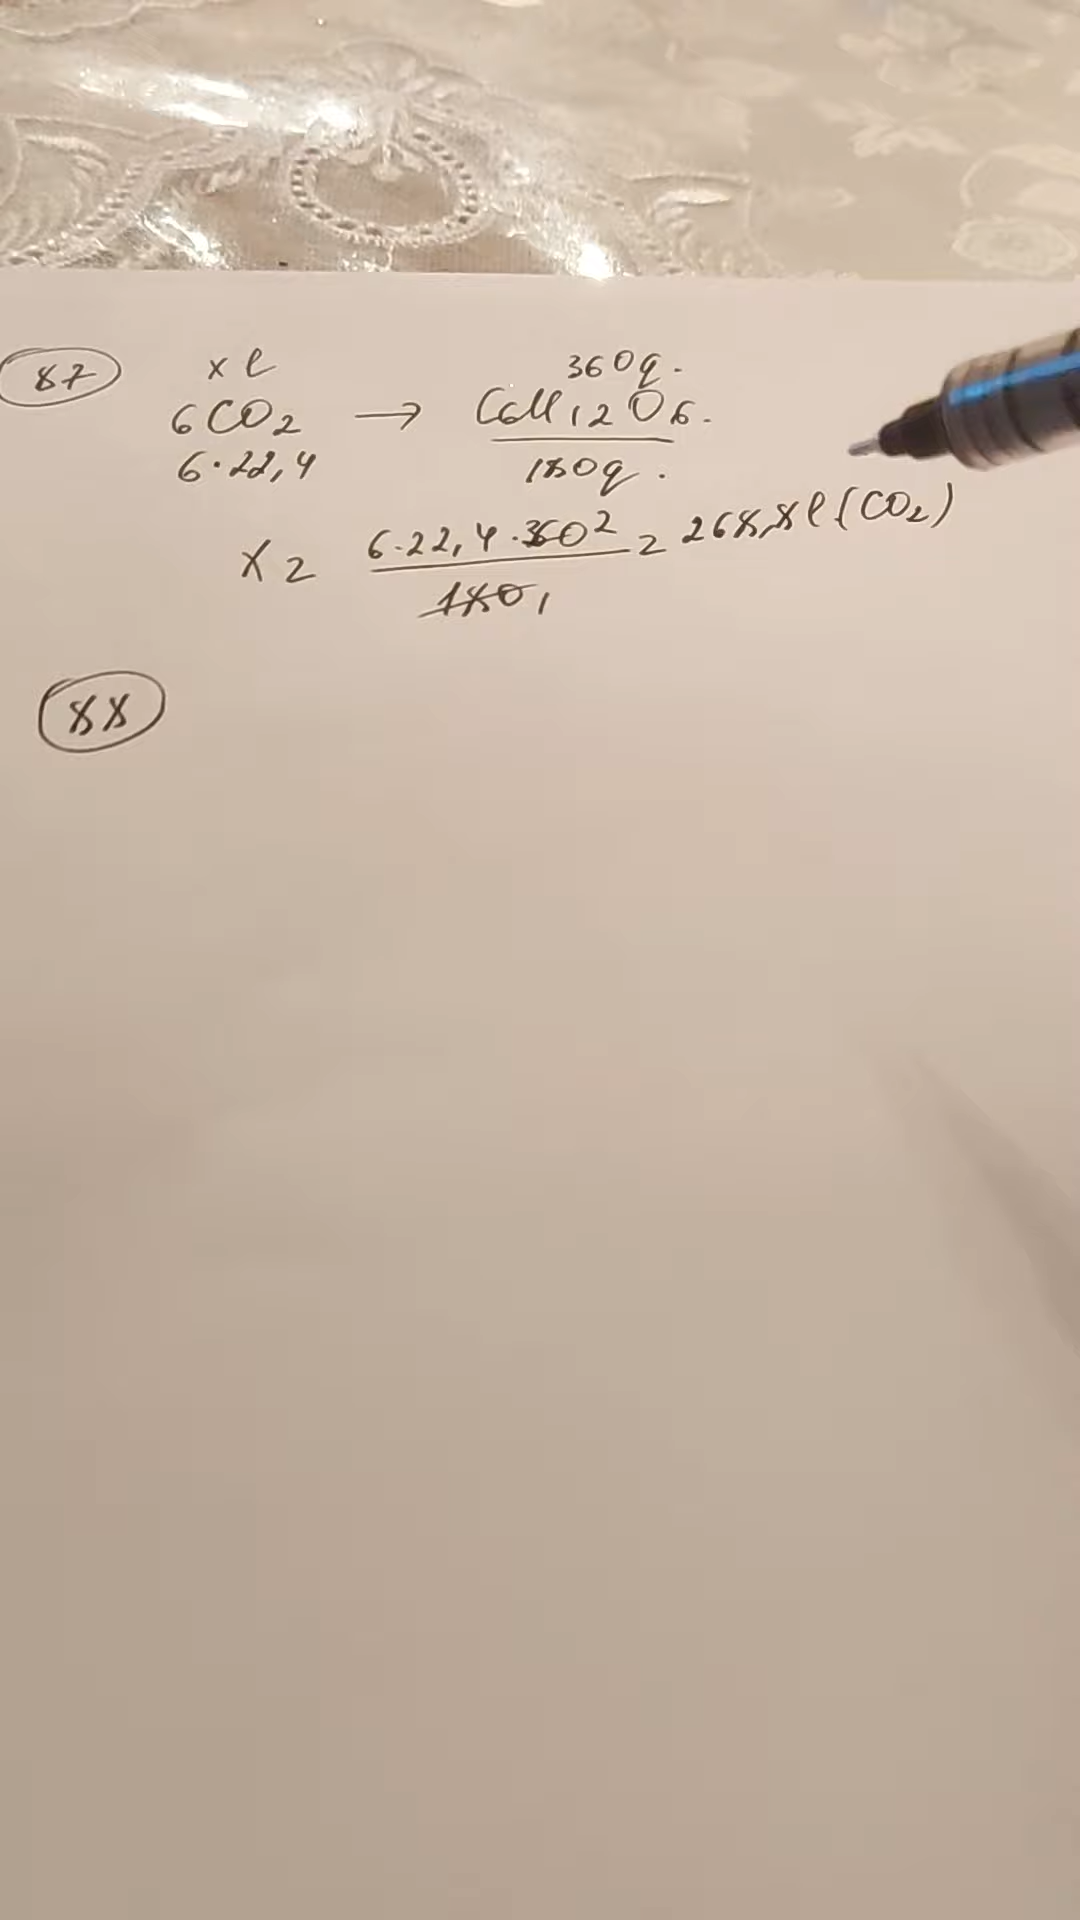 87
x l 360q.
6CO₂ → C₆H₁₂O₆.
6·22,4 180q.
x = 6·22,4·360 2 / 180 1 = 268,8 l (CO₂)
88